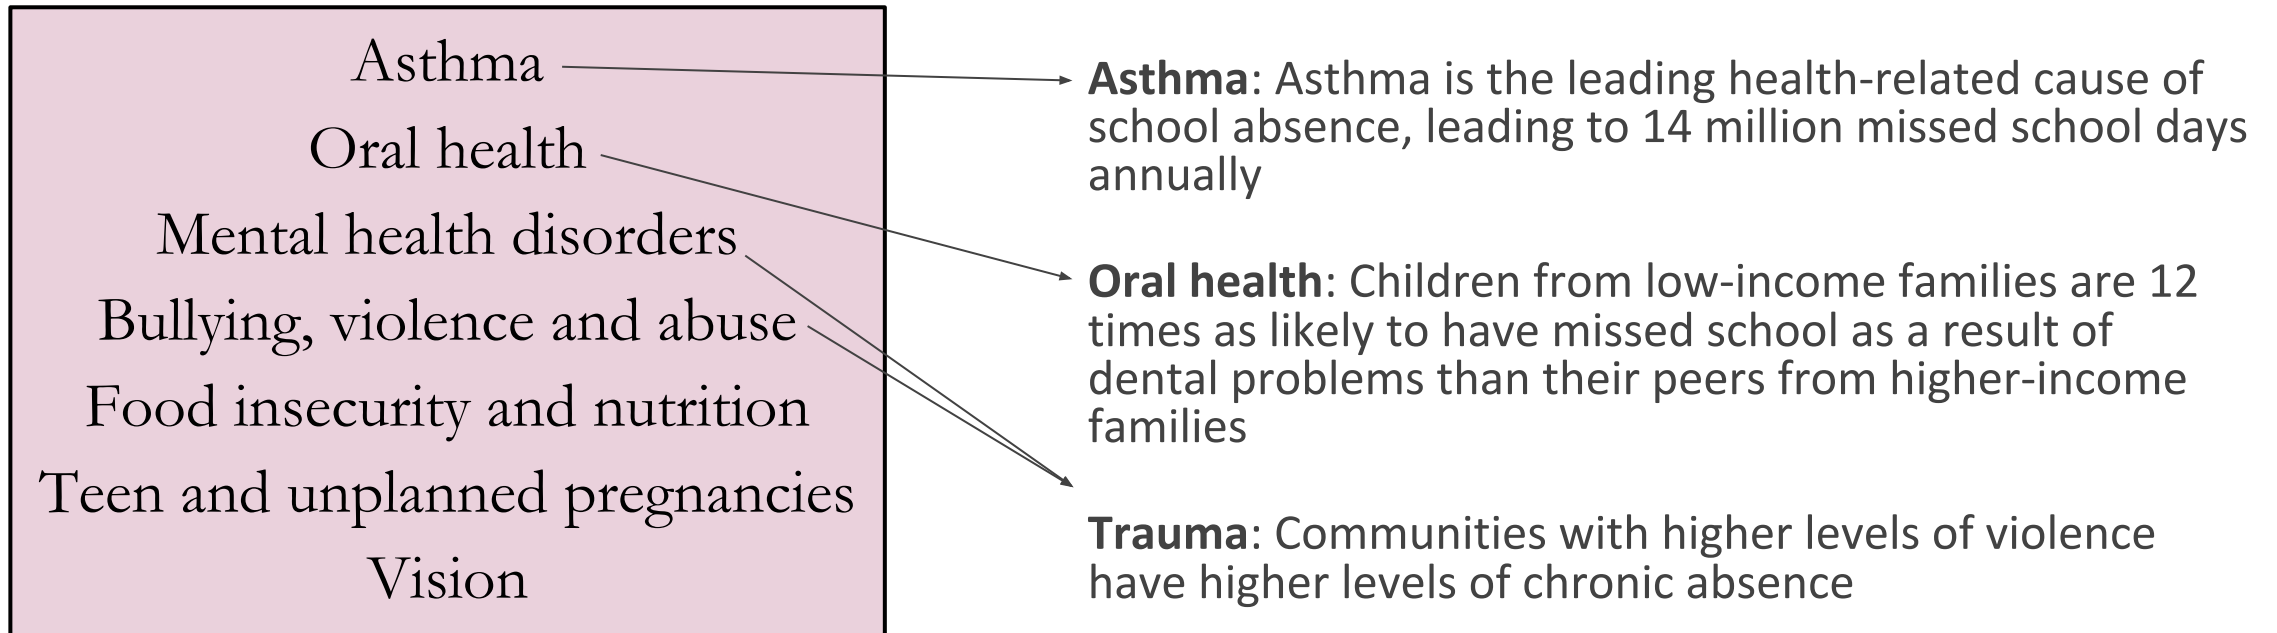 Asthma
Oral health
Mental health disorders
Bullying, violence and abuse
Food insecurity and nutrition
Teen and unplanned pregnancies
Vision
Asthma: Asthma is the leading health-related cause of
school absence, leading to 14 million missed school days
annually
Oral health: Children from low-income families are 12
times as likely to have missed school as a result of
dental problems than their peers from higher-income
families
Trauma: Communities with higher levels of violence
have higher levels of chronic absence